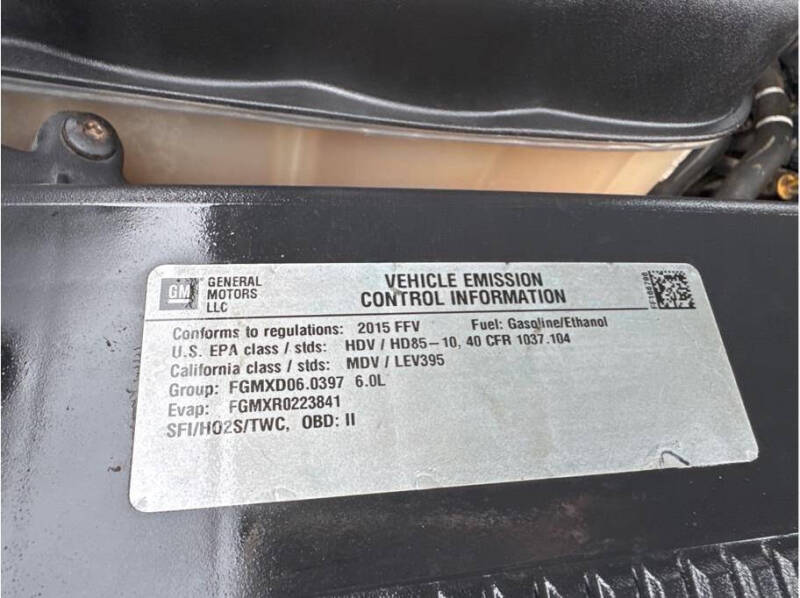 GM
GENERAL
MOTORS
LLC
VEHICLE EMISSION
CONTROL INFORMATION
Conforms to regulations: 2015 FFV Fuel: Gasoline/Ethanol
U.S. EPA class / stds: HDV / HD85-10, 40 CFR 1037.104
California class / stds: MDV / LEV395
Group: FGMXD06.0397 6.0L
Evap: FGMXR0223841
SFI/HO2S/TWC, OBD: II